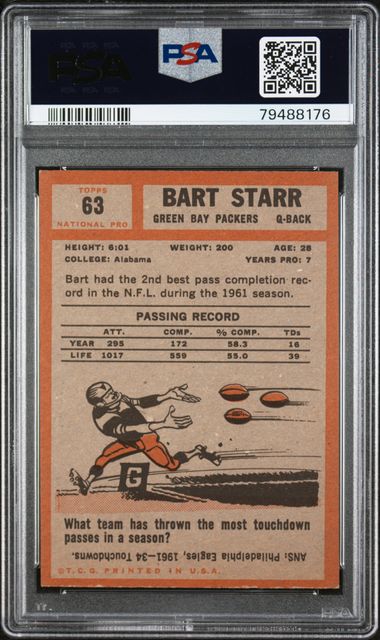 PSA
PSA
79488176
TOPPS
63
NATIONAL PRO
BART STARR
GREEN BAY PACKERS Q-BACK
HEIGHT: 6:01 WEIGHT: 200 AGE: 28
COLLEGE: Alabama YEARS PRO: 7
Bart had the 2nd best pass completion rec-
ord in the N.F.L. during the 1961 season.
PASSING RECORD
ATT. COMP. % COMP. TDs
YEAR 295 172 58.3 16
LIFE 1017 559 55.0 39
G
What team has thrown the most touchdown
passes in a season?
ANS: Philadelphia Eagles, 1961-34 Touchdowns.
© T.C.G. PRINTED IN U.S.A.